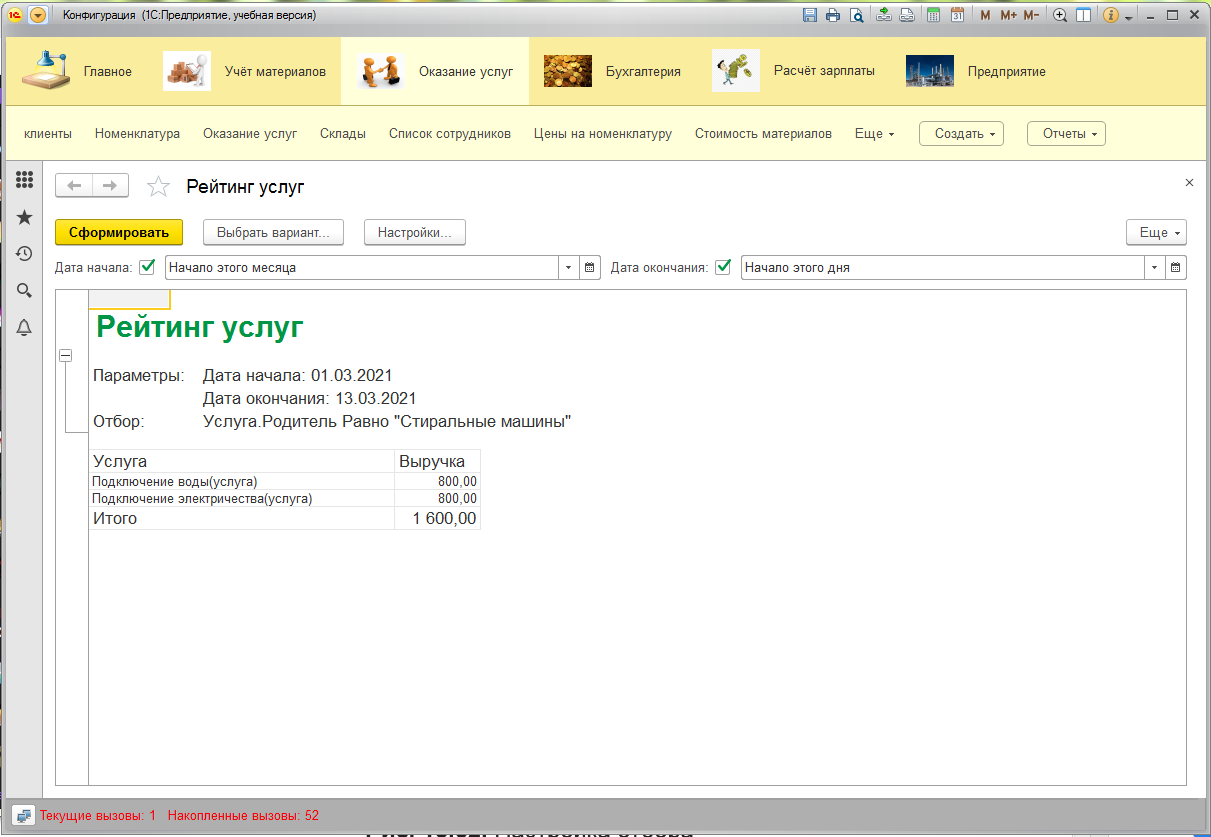 Конфигурация (1С:Предприятие, учебная версия)
M M+ M-
Главное Учёт материалов Оказание услуг Бухгалтерия Расчёт зарплаты Предприятие
клиенты Номенклатура Оказание услуг Склады Список сотрудников Цены на номенклатуру Стоимость материалов Еще Создать Отчеты
Рейтинг услуг
Сформировать Выбрать вариант... Настройки... Еще
Дата начала: Начало этого месяца Дата окончания: Начало этого дня
Рейтинг услуг
Параметры: Дата начала: 01.03.2021
Дата окончания: 13.03.2021
Отбор: Услуга.Родитель Равно "Стиральные машины"
Услуга Выручка
Подключение воды(услуга) 800,00
Подключение электричества(услуга) 800,00
Итого 1 600,00
Текущие вызовы: 1 Накопленные вызовы: 52